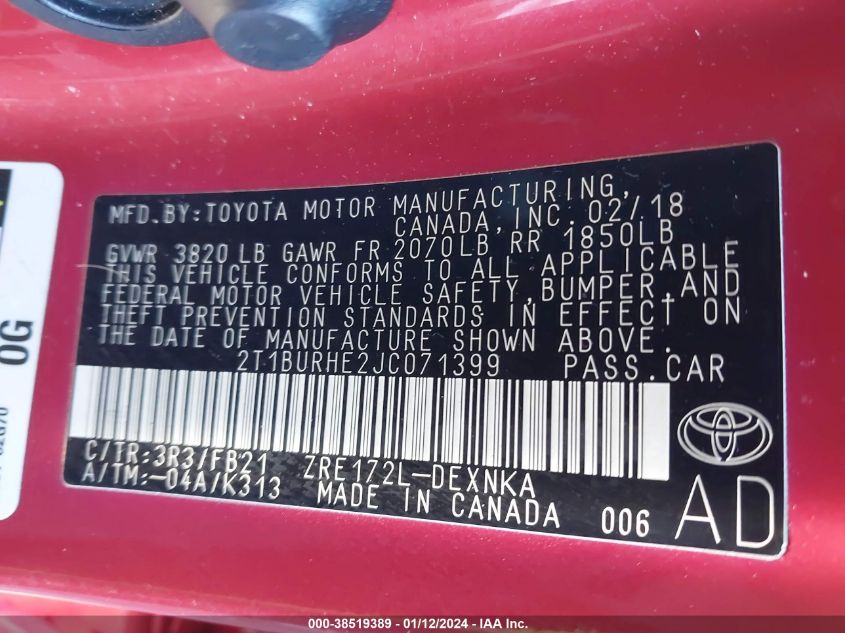 MFD.BY:TOYOTA MOTOR MANUFACTURING,
CANADA,INC. 02/18
GVWR 3820 LB GAWR FR 2070LB RR 1850LB
THIS VEHICLE CONFORMS TO ALL APPLICABLE
FEDERAL MOTOR VEHICLE SAFETY,BUMPER,AND
THEFT PREVENTION STANDARDS IN EFFECT ON
THE DATE OF MANUFACTURE SHOWN ABOVE.
2T1BURHE2JC071399 PASS.CAR
C/TR:3R3/FB21 ZRE172L-DEXNKA
A/TM:-04A/K313 MADE IN CANADA 006 AD
OG
000-38519389 - 01/12/2024 - IAA Inc.